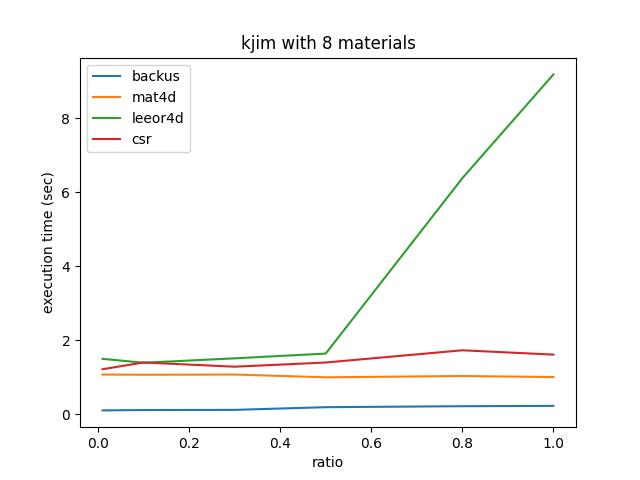 kjim with 8 materials
backus
mat4d
leeor4d
csr
execution time (sec)
8
6
4
2
0
0.0 0.2 0.4 0.6 0.8 1.0
ratio